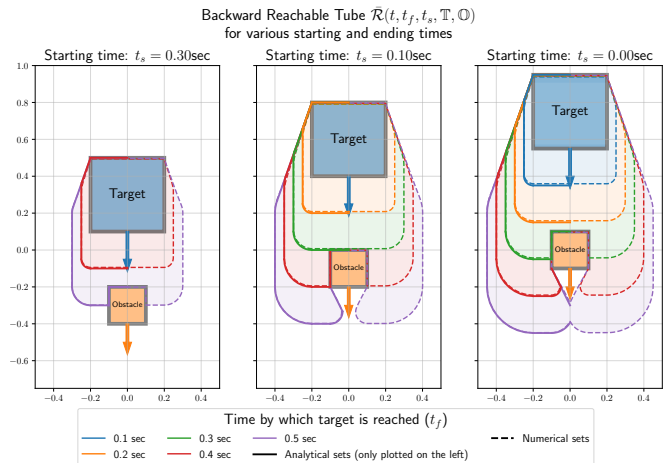 Backward Reachable Tube ℛ̄(t, t_f, t_s, 𝕋, 𝕆)
for various starting and ending times
Starting time: t_s = 0.30sec
Starting time: t_s = 0.10sec
Starting time: t_s = 0.00sec
1.0
0.8
0.6
0.4
0.2
0.0
−0.2
−0.4
−0.6
Target
Obstacle
Target
Obstacle
Target
Obstacle
−0.4 −0.2 0.0 0.2 0.4
−0.4 −0.2 0.0 0.2 0.4
−0.4 −0.2 0.0 0.2 0.4
Time by which target is reached (t_f)
0.1 sec 0.3 sec 0.5 sec Numerical sets
0.2 sec 0.4 sec Analytical sets (only plotted on the left)